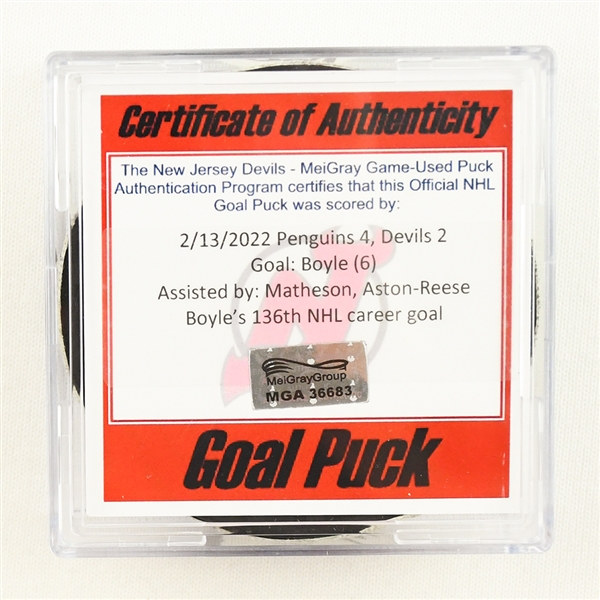 Certificate of Authenticity
The New Jersey Devils - MeiGray Game-Used Puck
Authentication Program certifies that this Official NHL
Goal Puck was scored by:
2/13/2022 Penguins 4, Devils 2
Goal: Boyle (6)
Assisted by: Matheson, Aston-Reese
Boyle's 136th NHL career goal
MeiGrayGroup
MGA 36683
Goal Puck